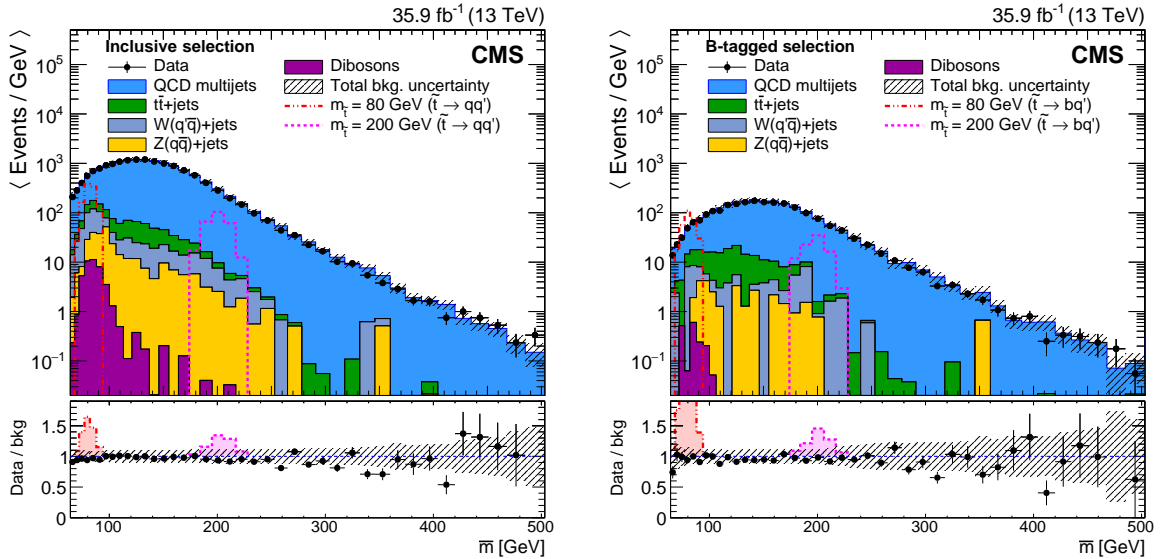 35.9 fb⁻¹ (13 TeV)
Inclusive selection
CMS
Data
QCD multijets
tt̄+jets
W(q'q̅)+jets
Z(qq̅)+jets
Dibosons
Total bkg. uncertainty
m_t̃ = 80 GeV (t̃ → qq')
m_t̃ = 200 GeV (t̃ → qq')
⟨ Events / GeV ⟩
10⁵
10⁴
10³
10²
10
1
10⁻¹
Data / bkg
1.5
1
0.5
0
100 200 300 400 500
m̅ [GeV]
35.9 fb⁻¹ (13 TeV)
B-tagged selection
CMS
Data
QCD multijets
tt̄+jets
W(q'q̅)+jets
Z(qq̅)+jets
Dibosons
Total bkg. uncertainty
m_t̃ = 80 GeV (t̃ → bq')
m_t̃ = 200 GeV (t̃ → bq')
⟨ Events / GeV ⟩
10⁵
10⁴
10³
10²
10
1
10⁻¹
Data / bkg
1.5
1
0.5
0
100 200 300 400 500
m̅ [GeV]